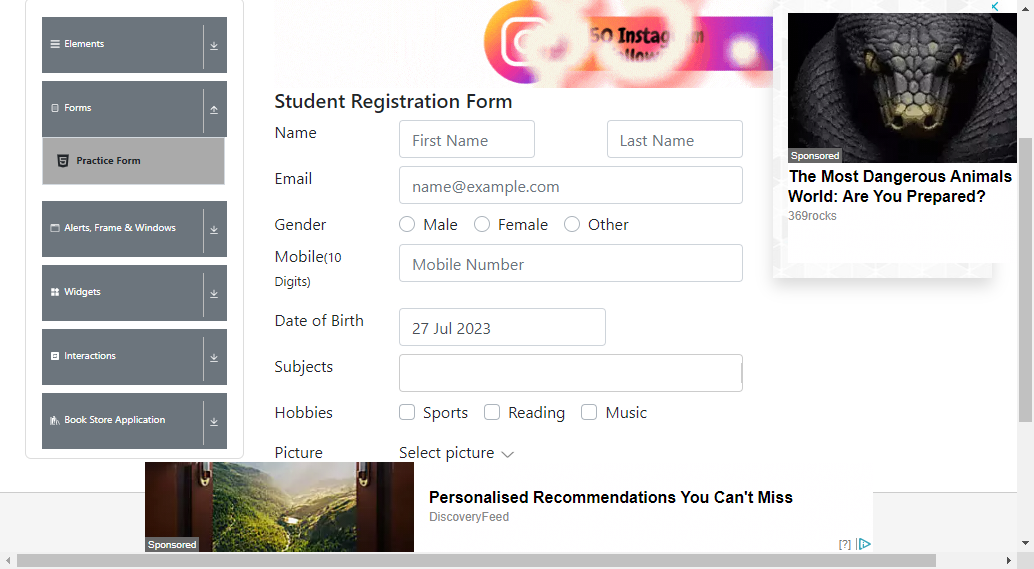 Elements
Forms
Practice Form
Alerts, Frame & Windows
Widgets
Interactions
Book Store Application
50 Instag m
Student Registration Form
Name
First Name
Last Name
Email
name@example.com
Gender
Male
Female
Other
Mobile(10
Digits)
Mobile Number
Date of Birth
27 Jul 2023
Subjects
Hobbies
Sports
Reading
Music
Picture
Select picture
Sponsored
The Most Dangerous Animals
World: Are You Prepared?
369rocks
Personalised Recommendations You Can't Miss
DiscoveryFeed
Sponsored
[?]